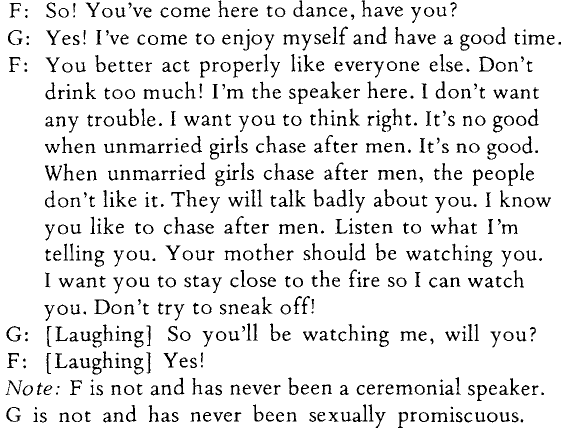 F: So! You've come here to dance, have you?
G: Yes! I've come to enjoy myself and have a good time.
F: You better act properly like everyone else. Don't
drink too much! I'm the speaker here. I don't want
any trouble. I want you to think right. It's no good
when unmarried girls chase after men. It's no good.
When unmarried girls chase after men, the people
don't like it. They will talk badly about you. I know
you like to chase after men. Listen to what I'm
telling you. Your mother should be watching you.
I want you to stay close to the fire so I can watch
you. Don't try to sneak off!
G: [Laughing] So you'll be watching me, will you?
F: [Laughing] Yes!
Note: F is not and has never been a ceremonial speaker.
G is not and has never been sexually promiscuous.